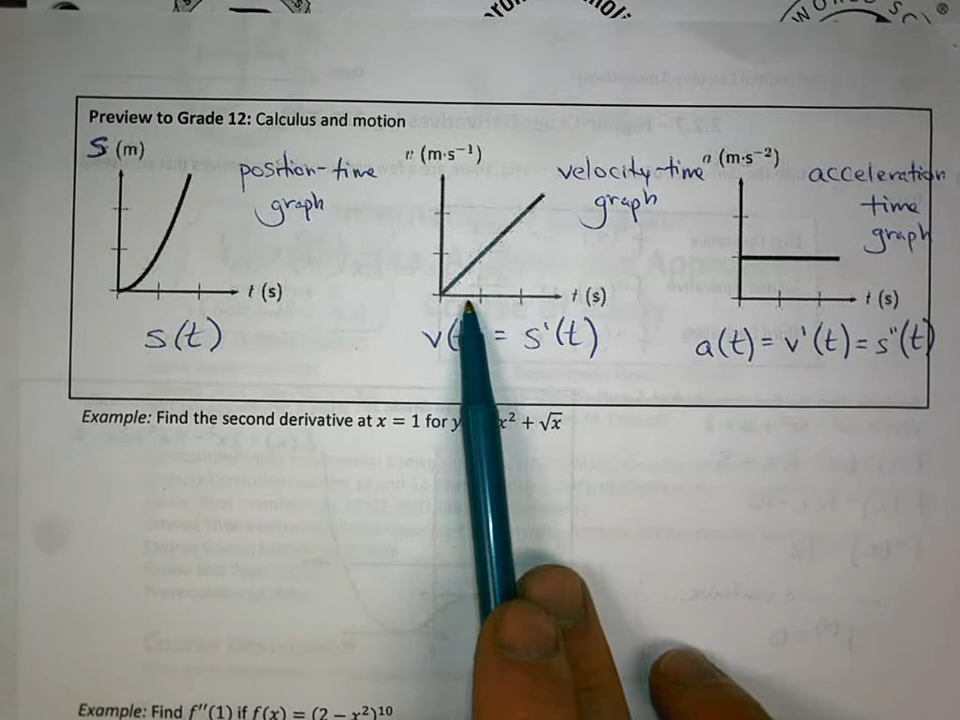 Preview to Grade 12: Calculus and motion
S (m)
position-time
graph
t (s)
s(t)
v (m·s⁻¹)
velocity-time
graph
t (s)
= s'(t)
a (m·s⁻²)
acceleration
time
graph
t (s)
a(t) = v'(t) = s"(t)
Example: Find the second derivative at x = 1 for y x² + √x
Example: Find f''(1) if f(x) = (2 − x²)¹⁰